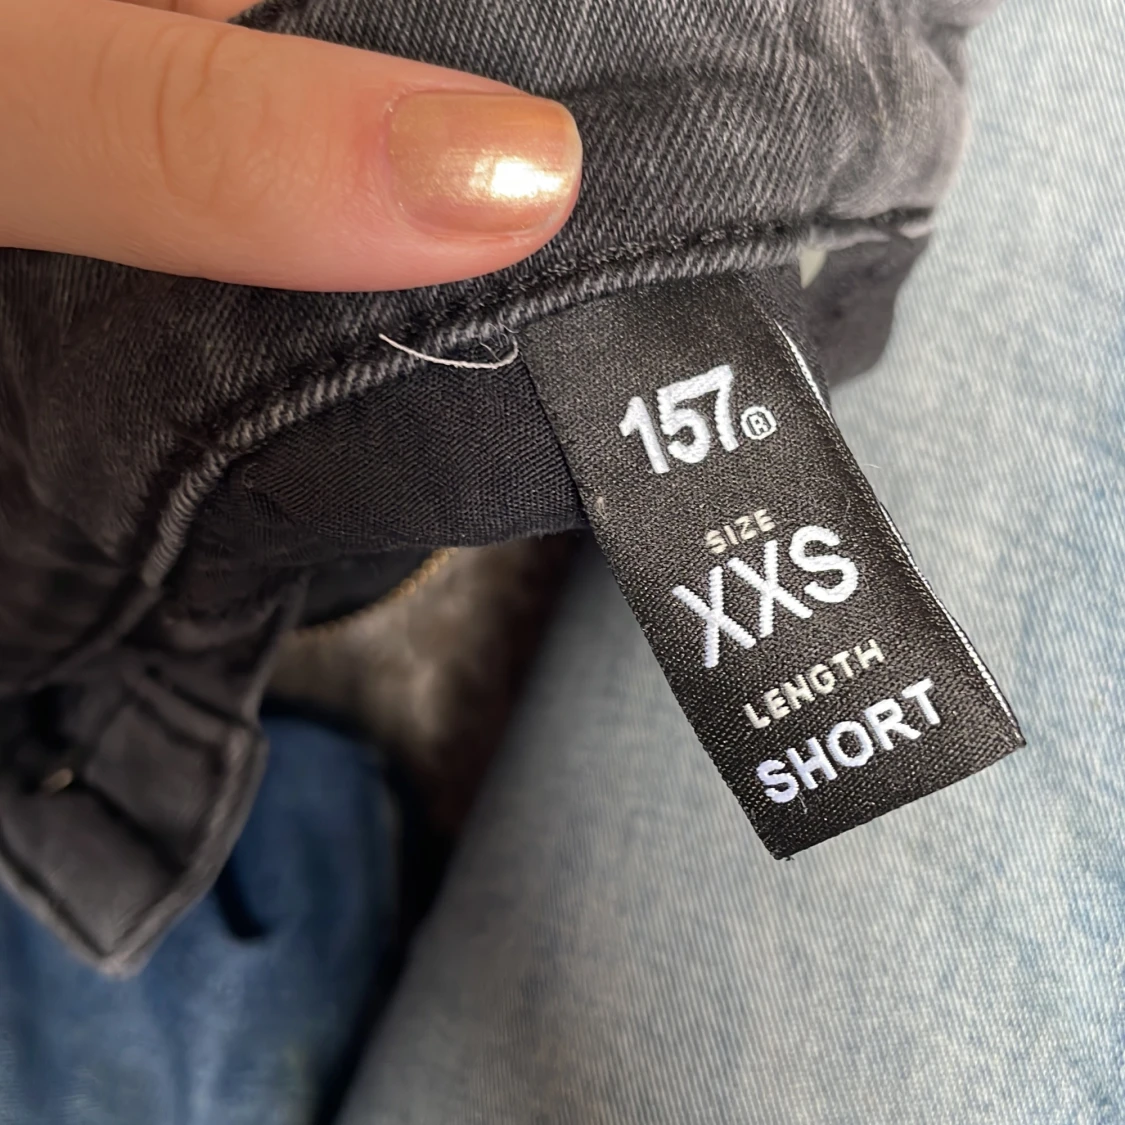 157®
SIZE
XXS
LENGTH
SHORT